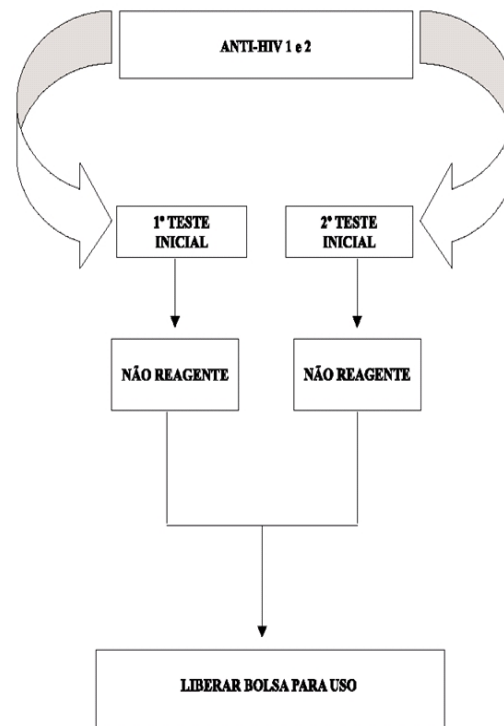 ANTI-HIV 1 e 2
1º TESTE
INICIAL
2º TESTE
INICIAL
NÃO REAGENTE
NÃO REAGENTE
LIBERAR BOLSA PARA USO